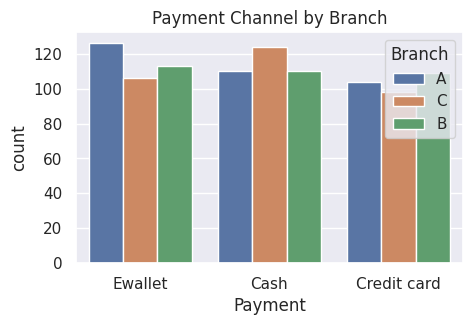 Payment Channel by Branch
Branch
A
C
B
count
120
100
80
60
40
20
0
Ewallet Cash Credit card
Payment